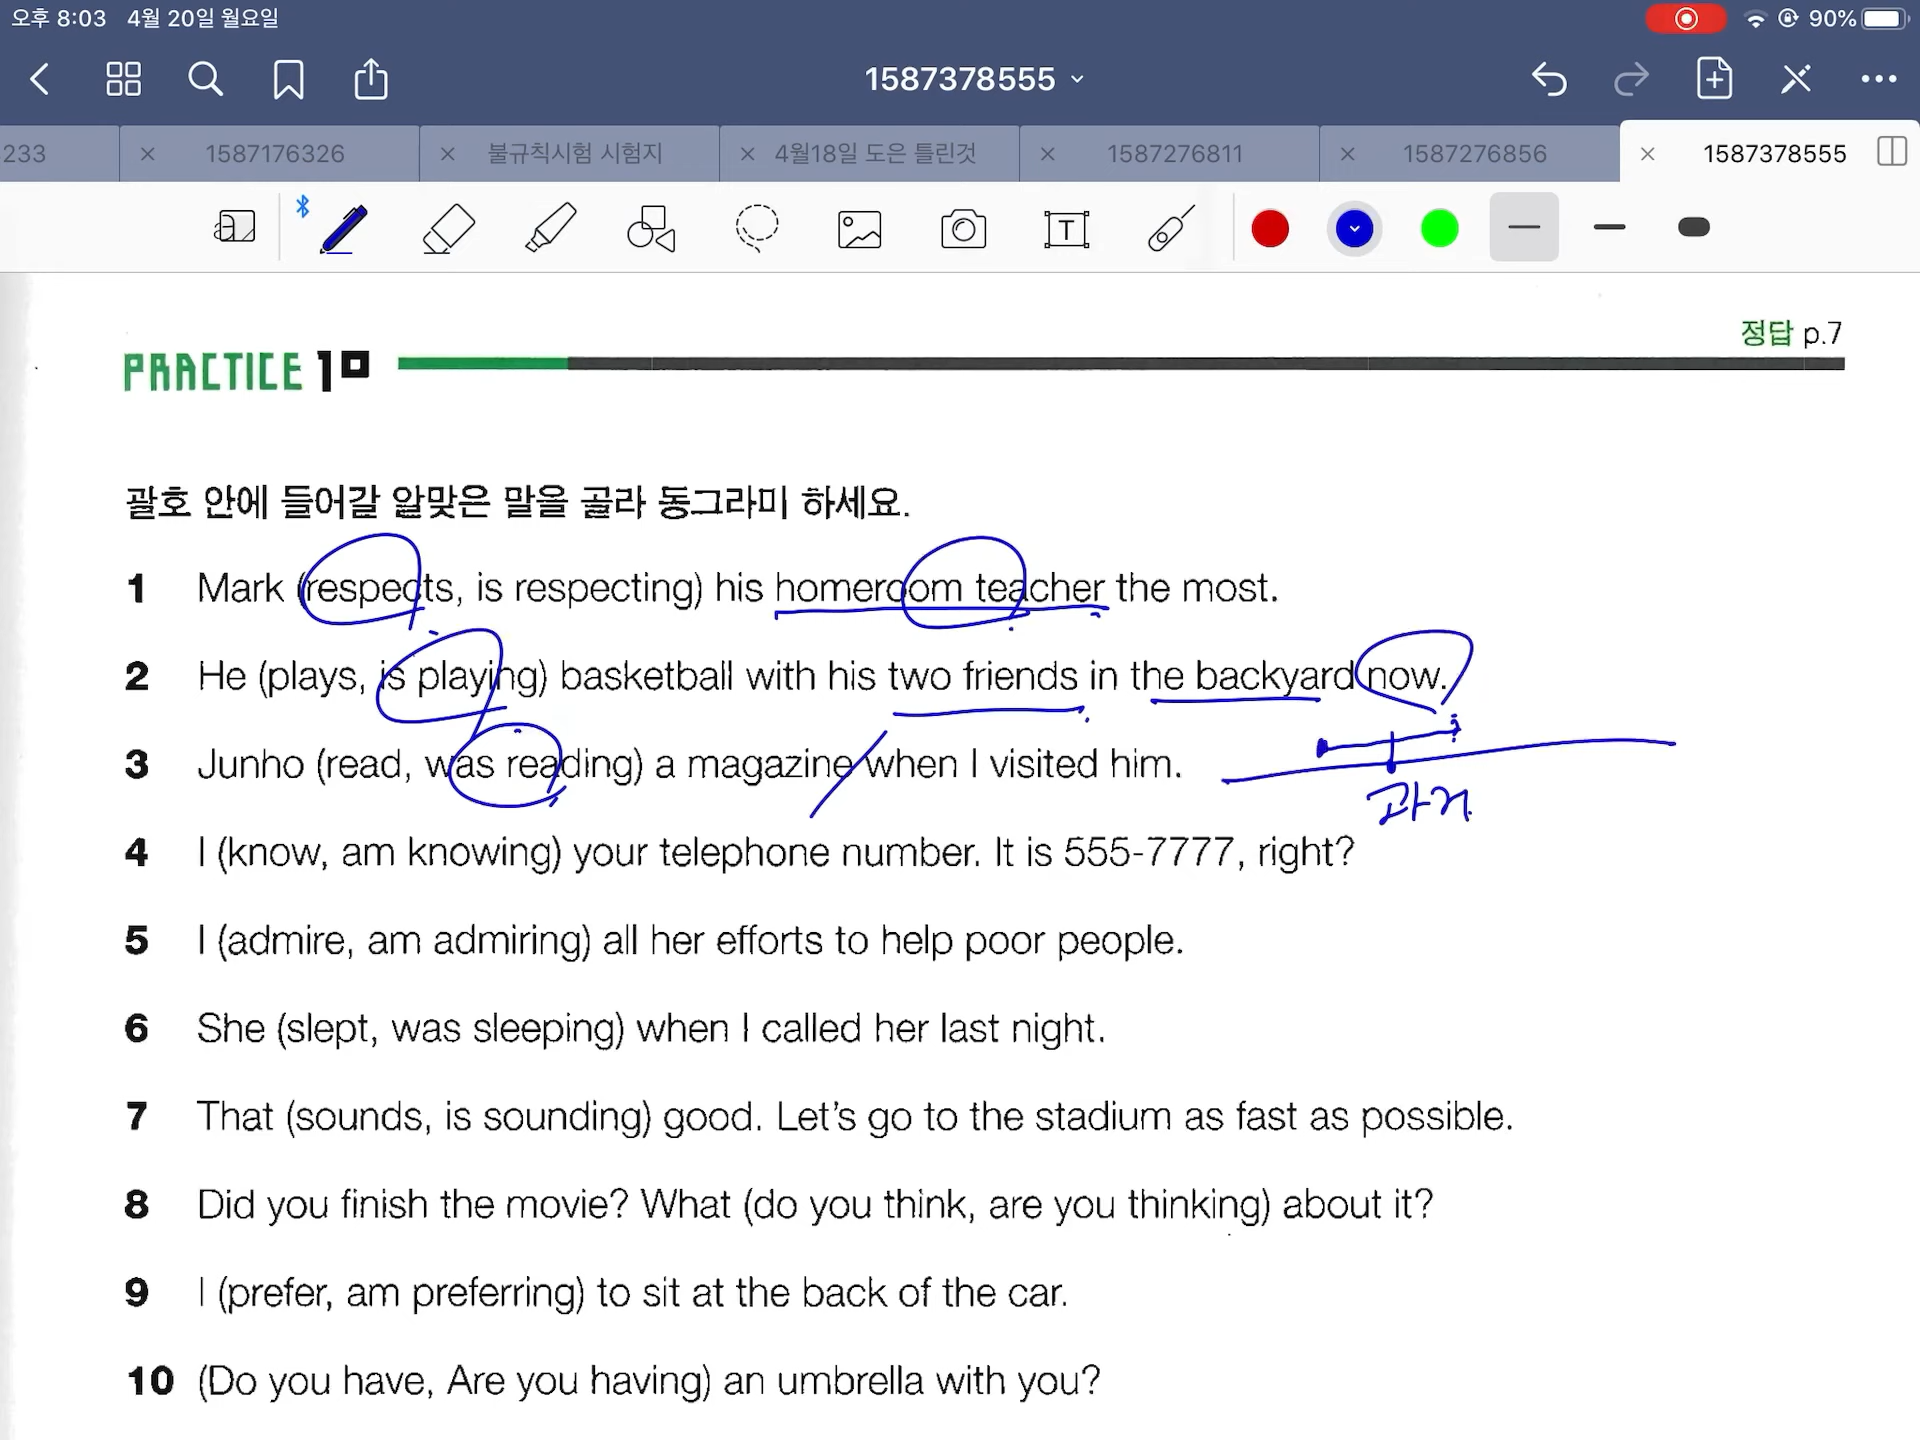 오후 8:03 4월 20일 월요일 90%
1587378555
233 1587176326 불규칙시험 시험지 4월18일 도은 틀린것 1587276811 1587276856 1587378555
정답 p.7
PRACTICE 10
괄호 안에 들어갈 알맞은 말을 골라 동그라미 하세요.
1 Mark (respects, is respecting) his homeroom teacher the most.
2 He (plays, is playing) basketball with his two friends in the backyard now.
3 Junho (read, was reading) a magazine when I visited him.
과거
4 I (know, am knowing) your telephone number. It is 555-7777, right?
5 I (admire, am admiring) all her efforts to help poor people.
6 She (slept, was sleeping) when I called her last night.
7 That (sounds, is sounding) good. Let's go to the stadium as fast as possible.
8 Did you finish the movie? What (do you think, are you thinking) about it?
9 I (prefer, am preferring) to sit at the back of the car.
10 (Do you have, Are you having) an umbrella with you?